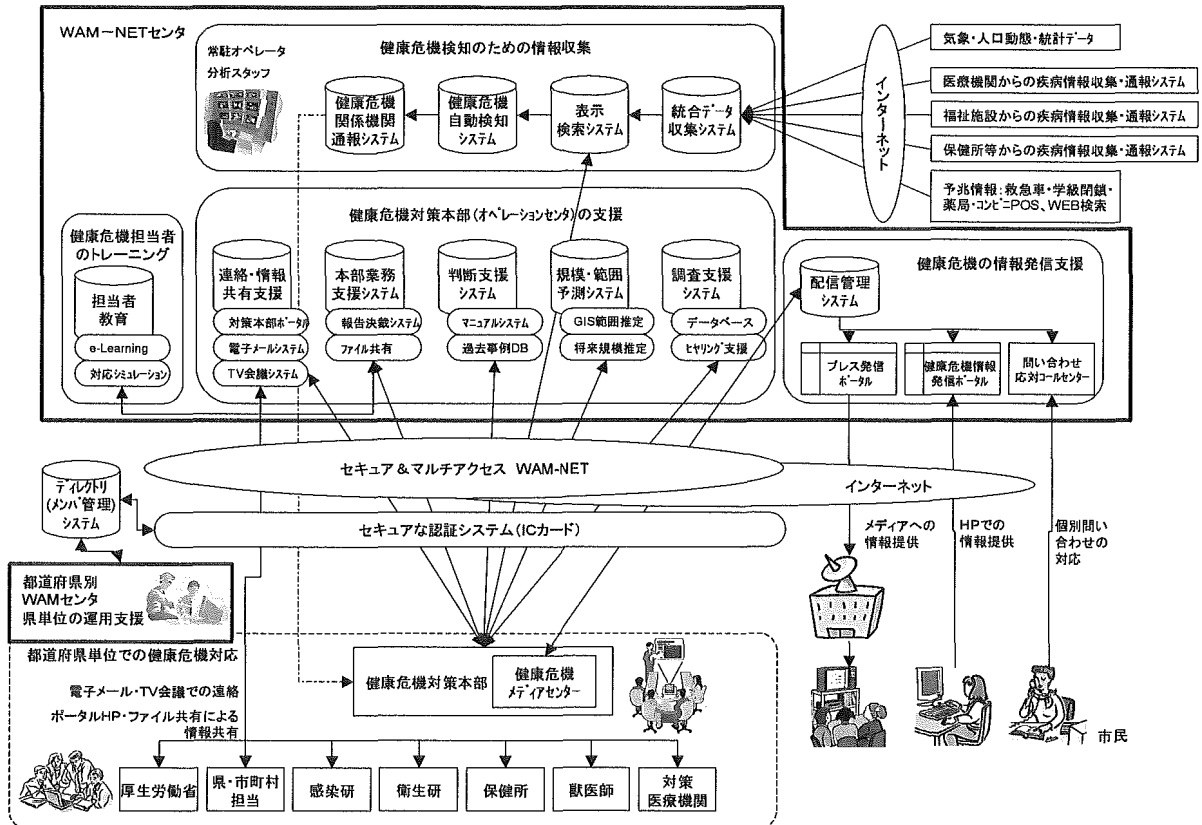 WAM～NETセンタ
常駐オペレータ
分析スタッフ
健康危機検知のための情報収集
健康危機
関係機関
通報システム
健康危機
自動検知
システム
表示
検索システム
統合データ
収集システム
インターネット
気象・人口動態・統計データ
医療機関からの疾病情報収集・通報システム
福祉施設からの疾病情報収集・通報システム
保健所等からの疾病情報収集・通報システム
予兆情報：救急車・学級閉鎖・
薬局・コンビニPOS、WEB検索
健康危機担当者
のトレーニング
担当者
教育
e-Learning
対応シミュレーション
健康危機対策本部（オペレーションセンタ）の支援
連絡・情報
共有支援
対策本部ポータル
電子メールシステム
TV会議システム
本部業務
支援システム
報告決裁システム
ファイル共有
判断支援
システム
マニュアルシステム
過去事例DB
規模・範囲
予測システム
GIS範囲推定
将来規模推定
調査支援
システム
データベース
ヒヤリング支援
健康危機の情報発信支援
配信管理
システム
プレス発信
ポータル
健康危機情報
発信ポータル
問い合わせ
応対コールセンター
セキュア＆マルチアクセス WAM-NET
インターネット
ディレクトリ
(メンバ管理)
システム
セキュアな認証システム（ICカード）
メディアへの
情報提供
HPでの
情報提供
個別問い
合わせの
対応
都道府県別
WAMセンタ
県単位の運用支援
都道府県単位での健康危機対応
電子メール・TV会議での連絡
ポータルHP・ファイル共有による
情報共有
健康危機対策本部
健康危機
メディアセンター
市民
厚生労働省
県・市町村
担当
感染研
衛生研
保健所
獣医師
対策
医療機関